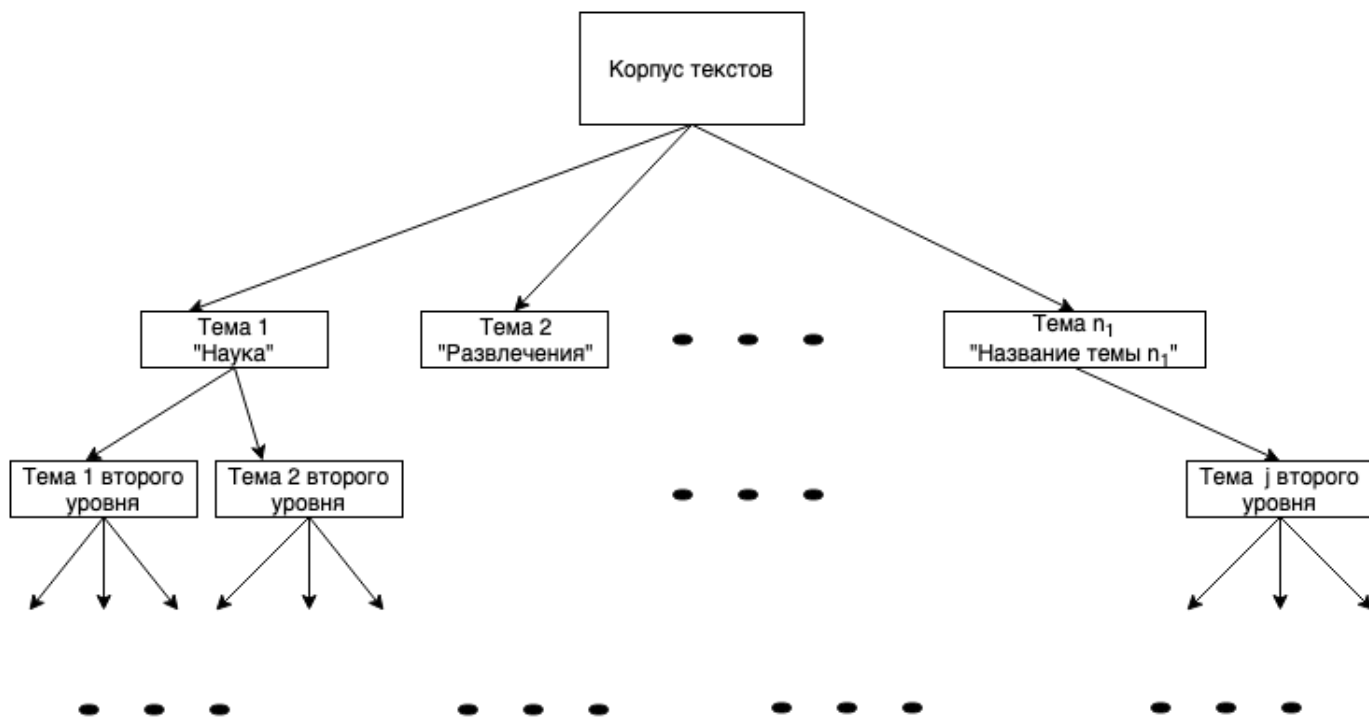 Корпус текстов
Тема 1
"Наука"
Тема 2
"Развлечения"
Тема n₁
"Название темы n₁"
Тема 1 второго
уровня
Тема 2 второго
уровня
Тема j второго
уровня